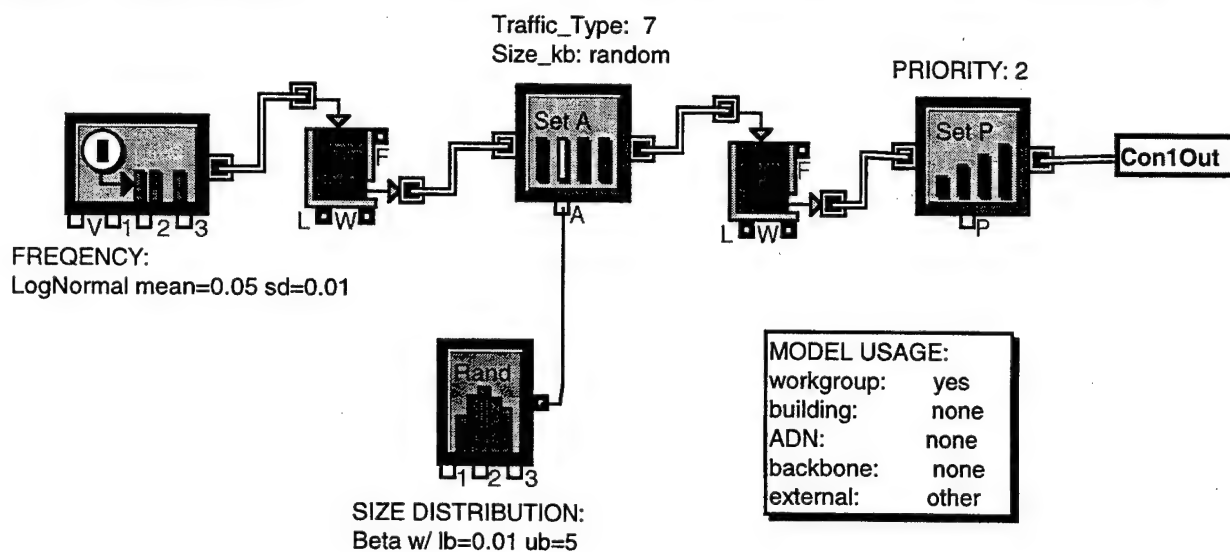 Traffic_Type: 7
Size_kb: random
PRIORITY: 2
Set A
Set P
F
F
Con1Out
L W
A
L W
P
V 1 2 3
FREQENCY:
LogNormal mean=0.05 sd=0.01
Rand
1 2 3
SIZE DISTRIBUTION:
Beta w/ lb=0.01 ub=5
MODEL USAGE:
workgroup: yes
building: none
ADN: none
backbone: none
external: other